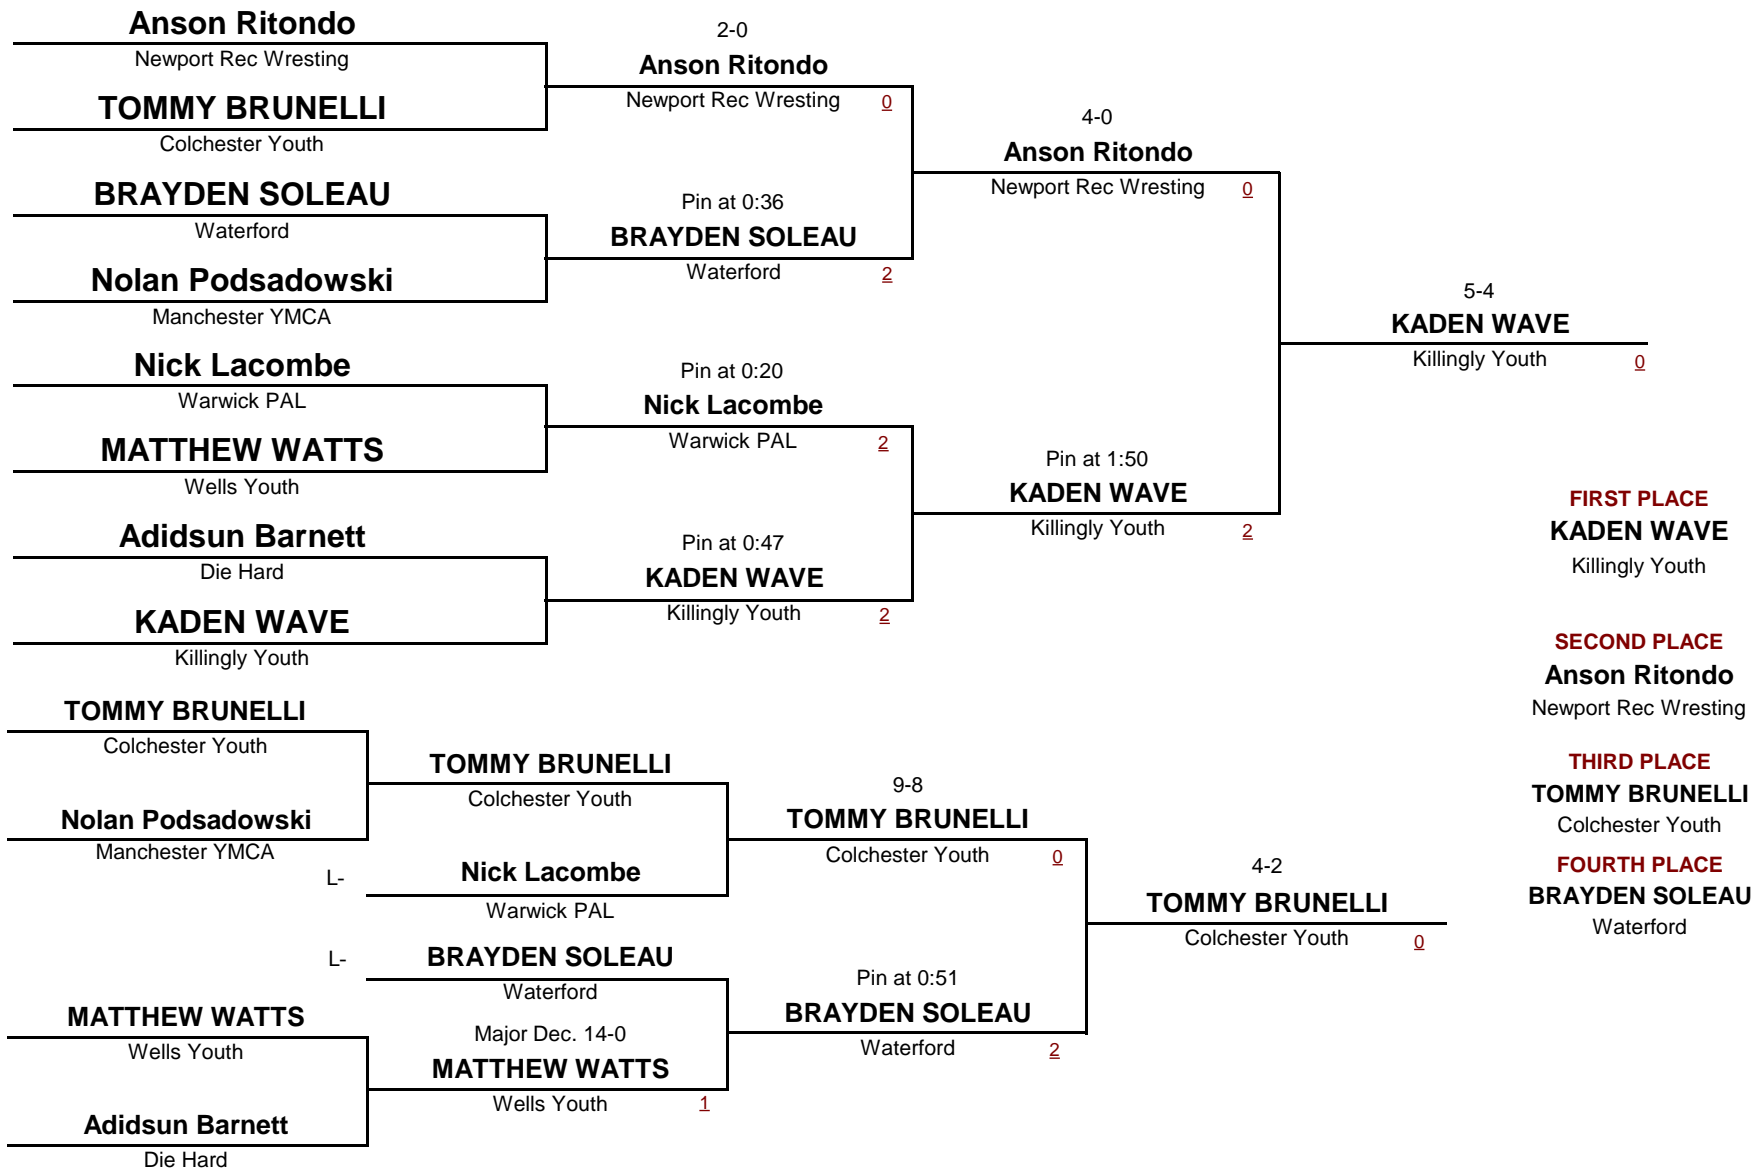 Anson Ritondo
Newport Rec Wresting
TOMMY BRUNELLI
Colchester Youth
BRAYDEN SOLEAU
Waterford
Nolan Podsadowski
Manchester YMCA
Nick Lacombe
Warwick PAL
MATTHEW WATTS
Wells Youth
Adidsun Barnett
Die Hard
KADEN WAVE
Killingly Youth
2-0
Anson Ritondo
Newport Rec Wresting 0
Pin at 0:36
BRAYDEN SOLEAU
Waterford 2
Pin at 0:20
Nick Lacombe
Warwick PAL 2
Pin at 0:47
KADEN WAVE
Killingly Youth 2
4-0
Anson Ritondo
Newport Rec Wresting 0
Pin at 1:50
KADEN WAVE
Killingly Youth 2
5-4
KADEN WAVE
Killingly Youth 0
FIRST PLACE
KADEN WAVE
Killingly Youth
SECOND PLACE
Anson Ritondo
Newport Rec Wresting
THIRD PLACE
TOMMY BRUNELLI
Colchester Youth
FOURTH PLACE
BRAYDEN SOLEAU
Waterford
TOMMY BRUNELLI
Colchester Youth
Nolan Podsadowski
Manchester YMCA
MATTHEW WATTS
Wells Youth
Adidsun Barnett
Die Hard
TOMMY BRUNELLI
Colchester Youth
L- Nick Lacombe
Warwick PAL
L- BRAYDEN SOLEAU
Waterford
Major Dec. 14-0
MATTHEW WATTS
Wells Youth 1
9-8
TOMMY BRUNELLI
Colchester Youth 0
Pin at 0:51
BRAYDEN SOLEAU
Waterford 2
4-2
TOMMY BRUNELLI
Colchester Youth 0